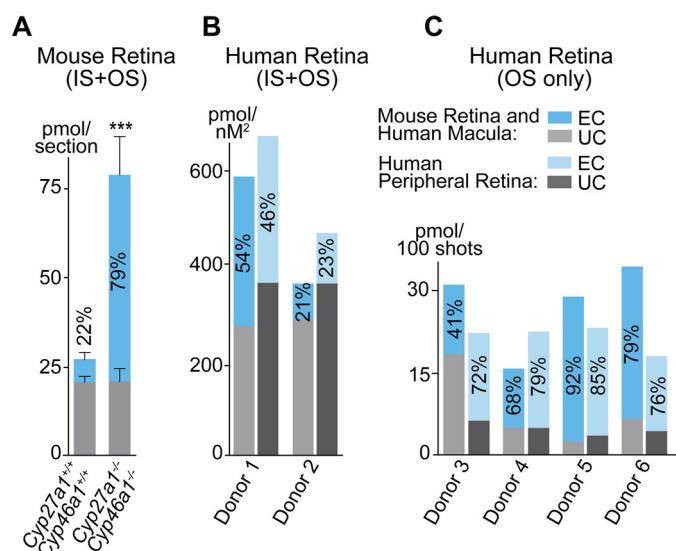 A
Mouse Retina
(IS+OS)
pmol/
section
***
75
50
25
0
22%
79%
Cyp27a1+/+
Cyp46a1+/+
Cyp27a1-/-
Cyp46a1-/-
B
Human Retina
(IS+OS)
pmol/
nM2
600
400
200
0
54%
46%
21%
23%
Donor 1
Donor 2
C
Human Retina
(OS only)
Mouse Retina and
Human Macula:
EC
UC
Human
Peripheral Retina:
EC
UC
pmol/
100 shots
30
15
0
41%
72%
68%
79%
92%
85%
79%
76%
Donor 3
Donor 4
Donor 5
Donor 6